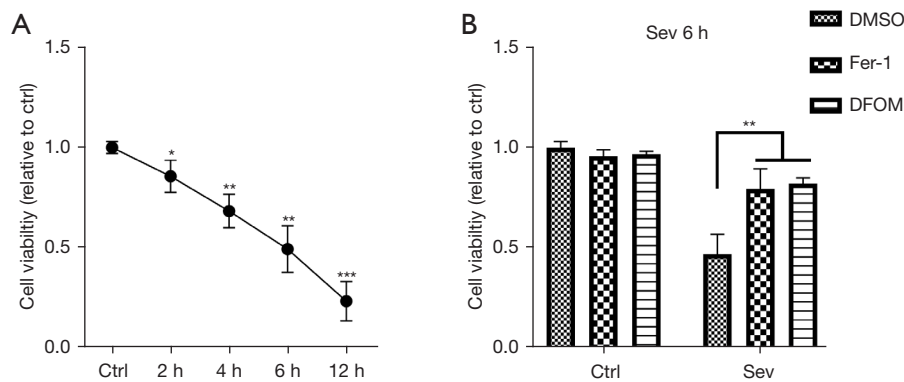 A
Cell viabiltiy (relative to ctrl)
1.5
1.0
0.5
0.0
*
**
**
***
Ctrl 2 h 4 h 6 h 12 h
B
Sev 6 h
Cell viabiltiy (relative to ctrl)
1.5
1.0
0.5
0.0
**
Ctrl Sev
DMSO
Fer-1
DFOM